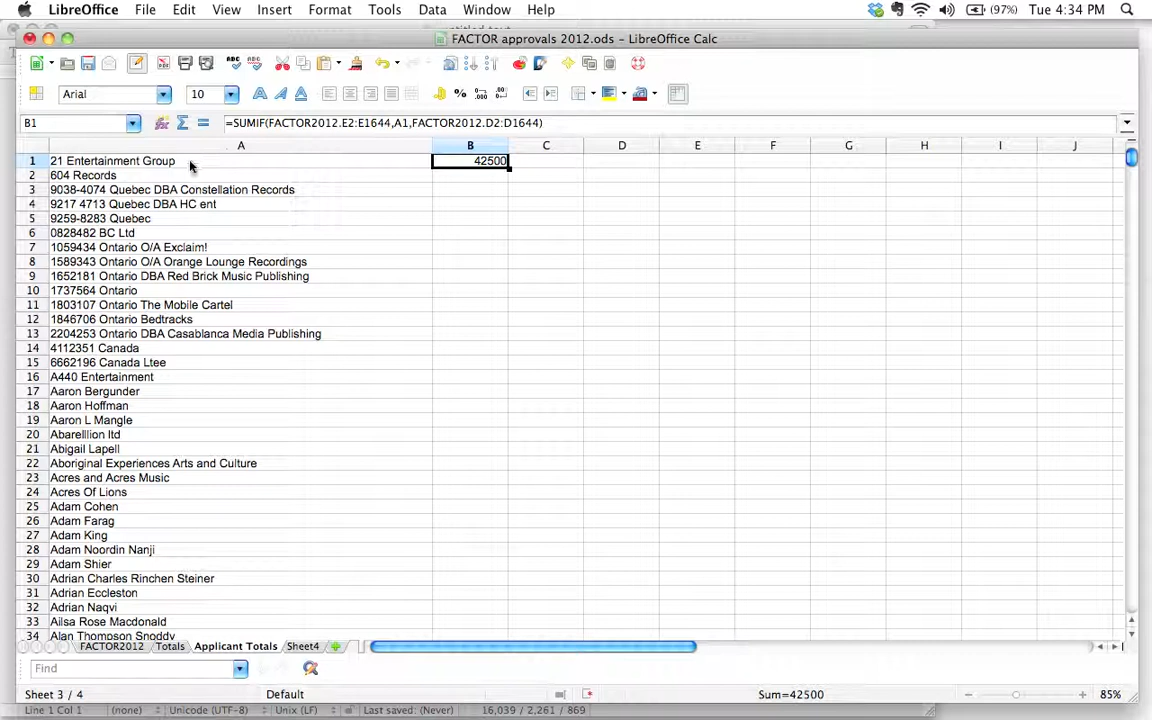 LibreOffice File Edit View Insert Format Tools Data Window Help (97%) Tue 4:34 PM
FACTOR approvals 2012.ods – LibreOffice Calc
Arial 10
B1 =SUMIF(FACTOR2012.E2:E1644,A1,FACTOR2012.D2:D1644)
A B C D E F G H I J
1 21 Entertainment Group 42500
2 604 Records
3 9038-4074 Quebec DBA Constellation Records
4 9217 4713 Quebec DBA HC ent
5 9259-8283 Quebec
6 0828482 BC Ltd
7 1059434 Ontario O/A Exclaim!
8 1589343 Ontario O/A Orange Lounge Recordings
9 1652181 Ontario DBA Red Brick Music Publishing
10 1737564 Ontario
11 1803107 Ontario The Mobile Cartel
12 1846706 Ontario Bedtracks
13 2204253 Ontario DBA Casablanca Media Publishing
14 4112351 Canada
15 6662196 Canada Ltee
16 A440 Entertainment
17 Aaron Bergunder
18 Aaron Hoffman
19 Aaron L Mangle
20 Abarelllion ltd
21 Abigail Lapell
22 Aboriginal Experiences Arts and Culture
23 Acres and Acres Music
24 Acres Of Lions
25 Adam Cohen
26 Adam Farag
27 Adam King
28 Adam Noordin Nanji
29 Adam Shier
30 Adrian Charles Rinchen Steiner
31 Adrian Eccleston
32 Adrian Naqvi
33 Ailsa Rose Macdonald
34 Alan Thompson Snoddy
FACTOR2012 Totals Applicant Totals Sheet4
Find
Sheet 3 / 4 Default Sum=42500 85%
Line 1 Col 1 (none) Unicode (UTF-8) Unix (LF) Last saved: (Never) 16,039 / 2,261 / 869